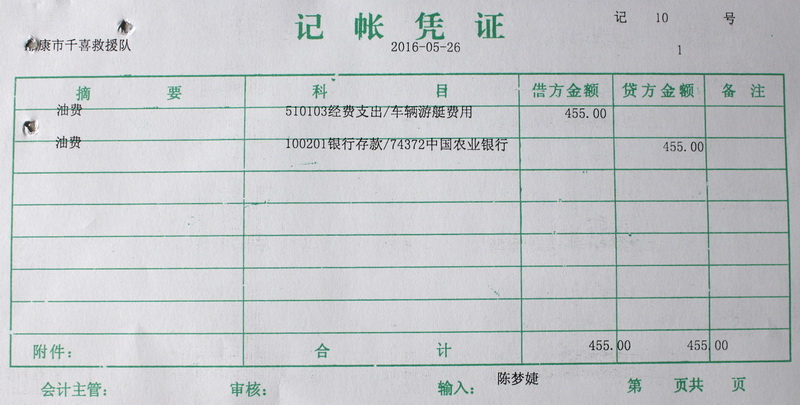 记帐凭证
记 10 号
康市千喜救援队
2016-05-26
1
摘要 科目 借方金额 贷方金额 备注
油费 510103经费支出/车辆游艇费用 455.00
油费 100201银行存款/74372中国农业银行 455.00
附件: 合计 455.00 455.00
会计主管: 审核: 输入: 陈梦婕 第 页共 页